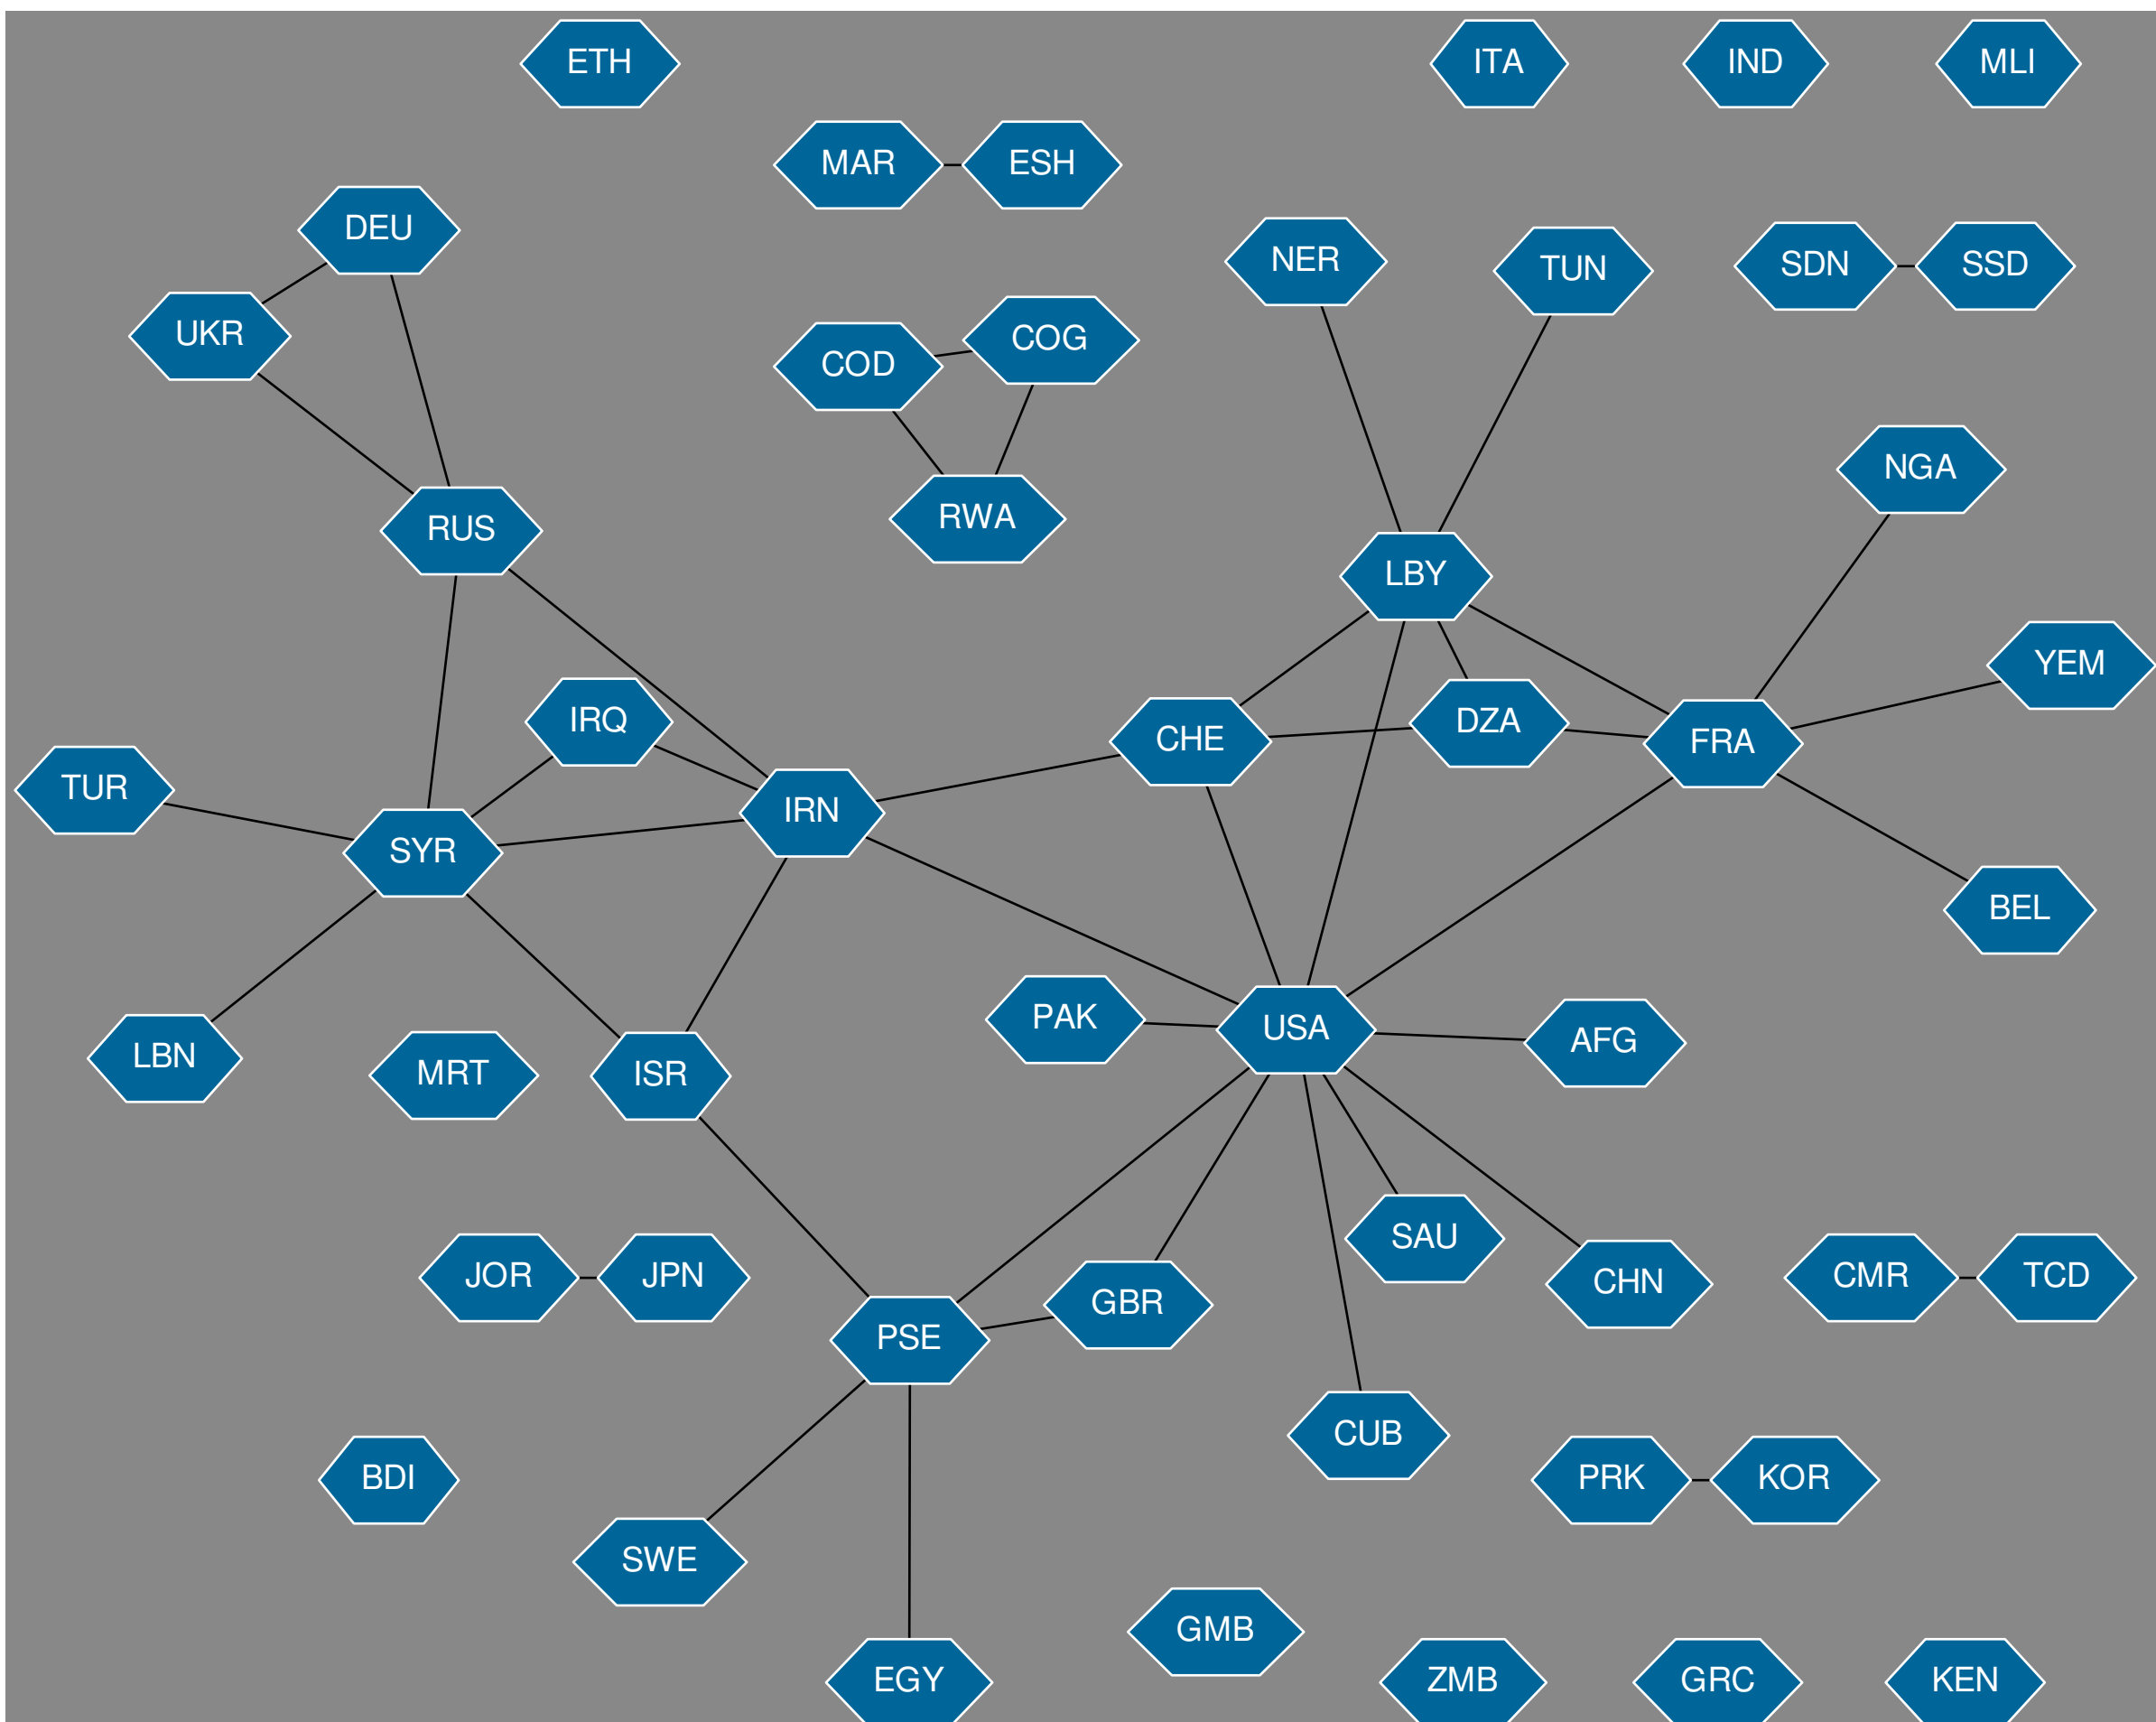 ETH
ITA
IND
MLI
MAR
ESH
DEU
NER
TUN
SDN
SSD
UKR
COD
COG
NGA
RUS
RWA
LBY
YEM
IRQ
CHE
DZA
FRA
TUR
IRN
SYR
BEL
PAK
USA
AFG
LBN
MRT
ISR
SAU
JOR
JPN
CHN
CMR
TCD
PSE
GBR
CUB
BDI
PRK
KOR
SWE
GMB
EGY
ZMB
GRC
KEN